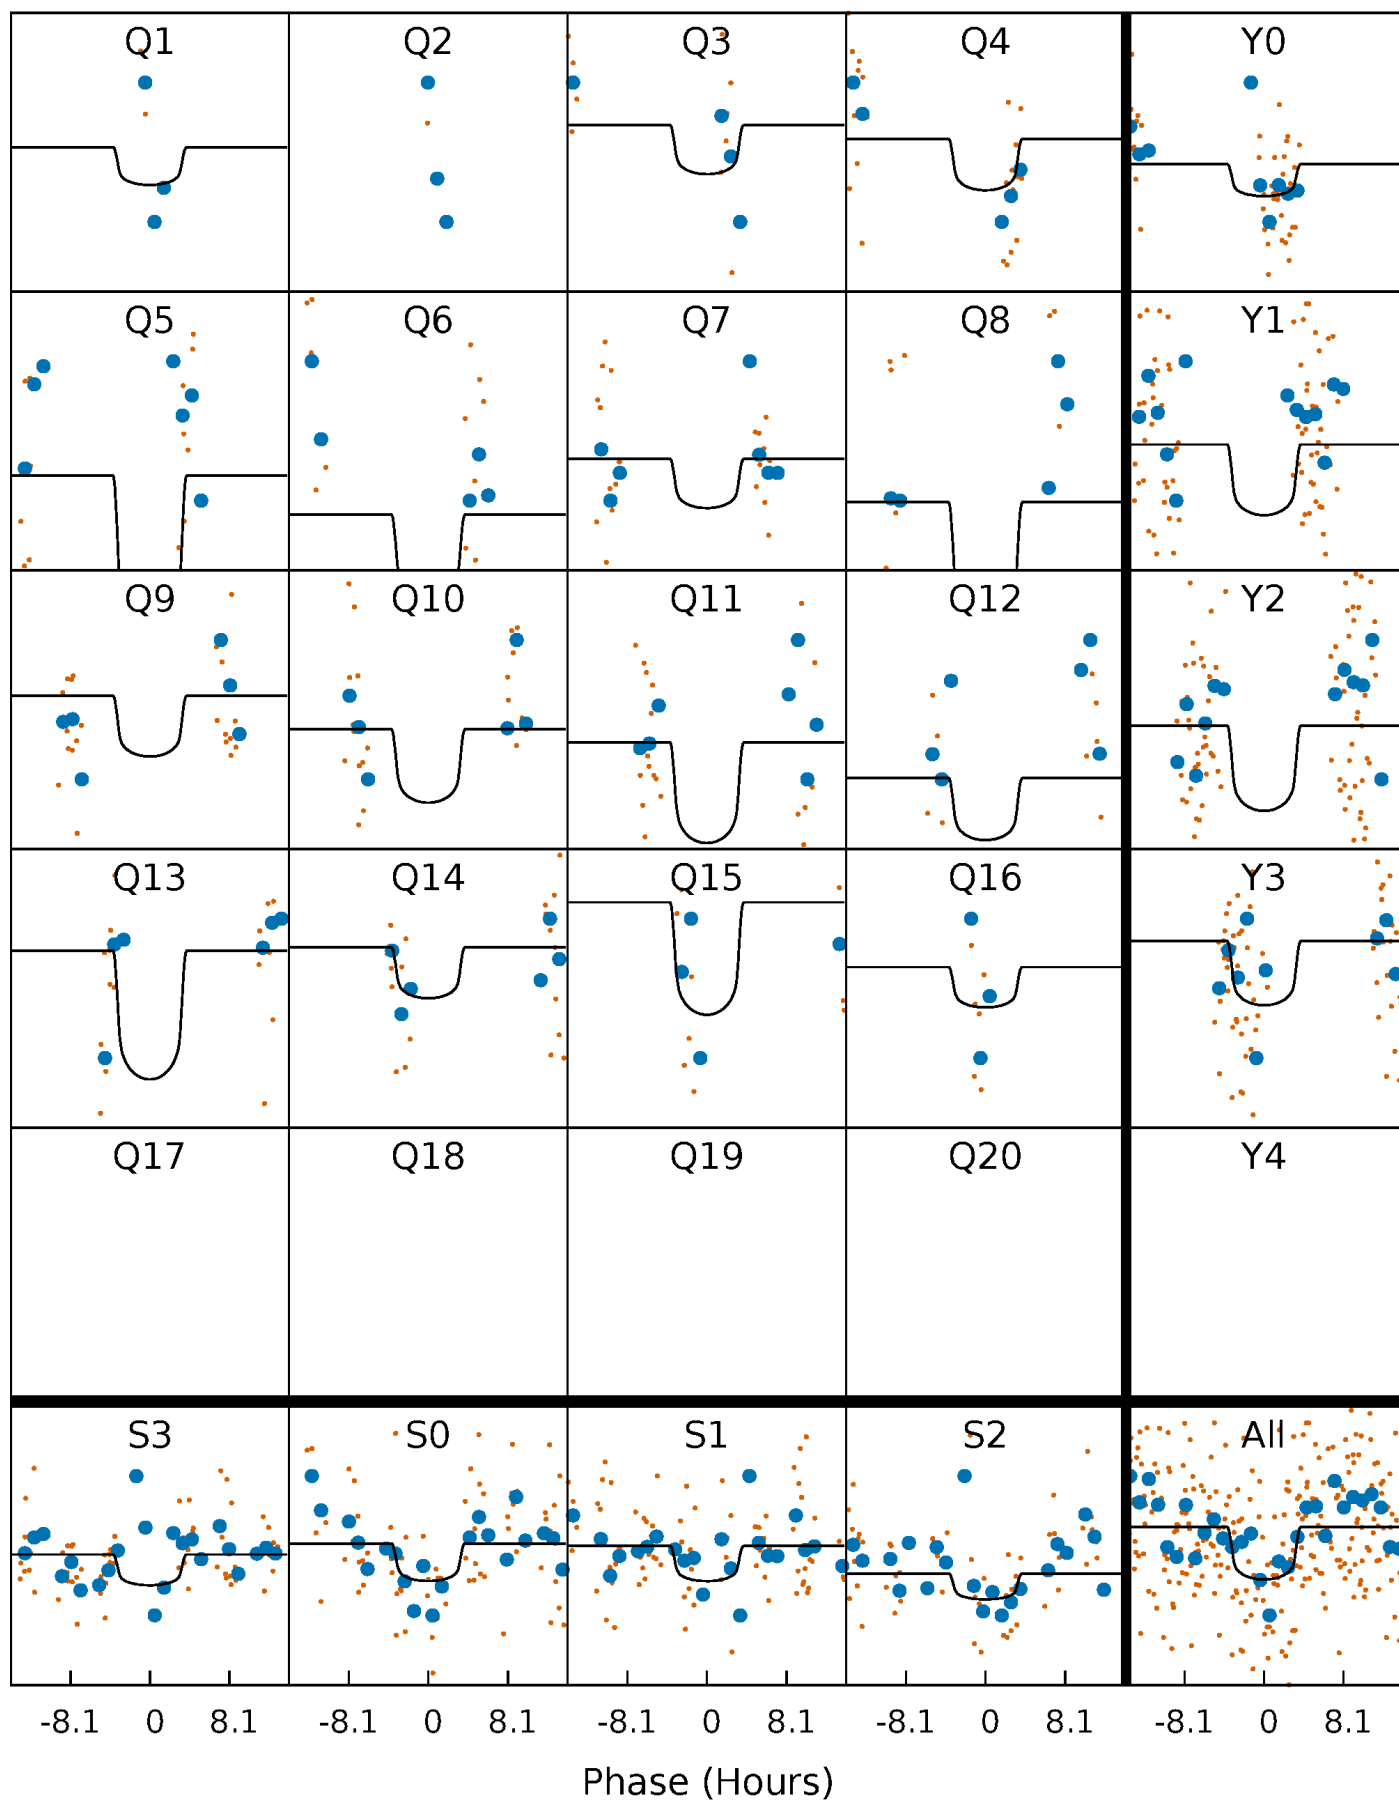 Q1 Q2 Q3 Q4 Y0
Q5 Q6 Q7 Q8 Y1
Q9 Q10 Q11 Q12 Y2
Q13 Q14 Q15 Q16 Y3
Q17 Q18 Q19 Q20 Y4
S3 S0 S1 S2 All
-8.1 0 8.1 -8.1 0 8.1 -8.1 0 8.1 -8.1 0 8.1 -8.1 0 8.1
Phase (Hours)